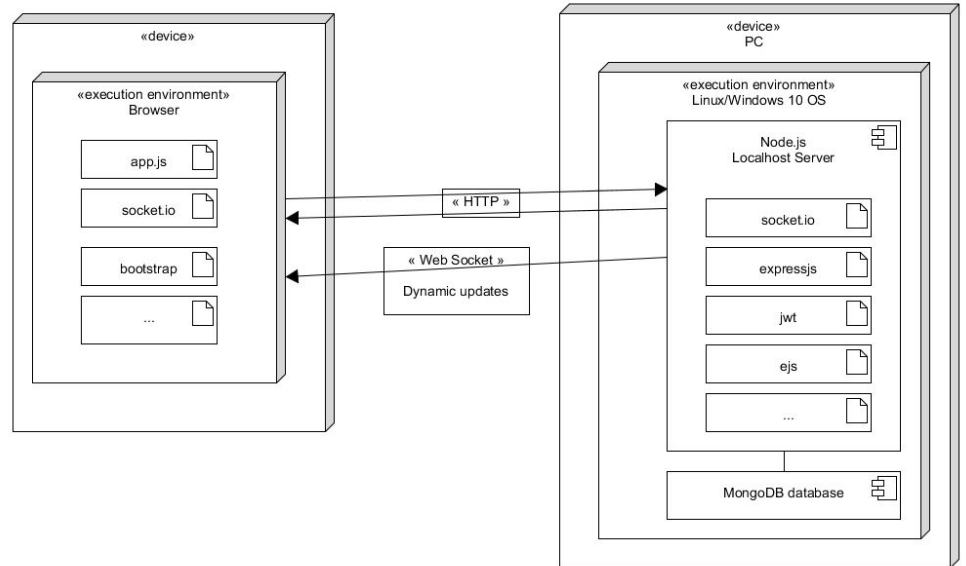 «device»
«execution environment»
Browser
app.js
socket.io
bootstrap
...
« HTTP »
« Web Socket »
Dynamic updates
«device»
PC
«execution environment»
Linux/Windows 10 OS
Node.js
Localhost Server
socket.io
expressjs
jwt
ejs
...
MongoDB database